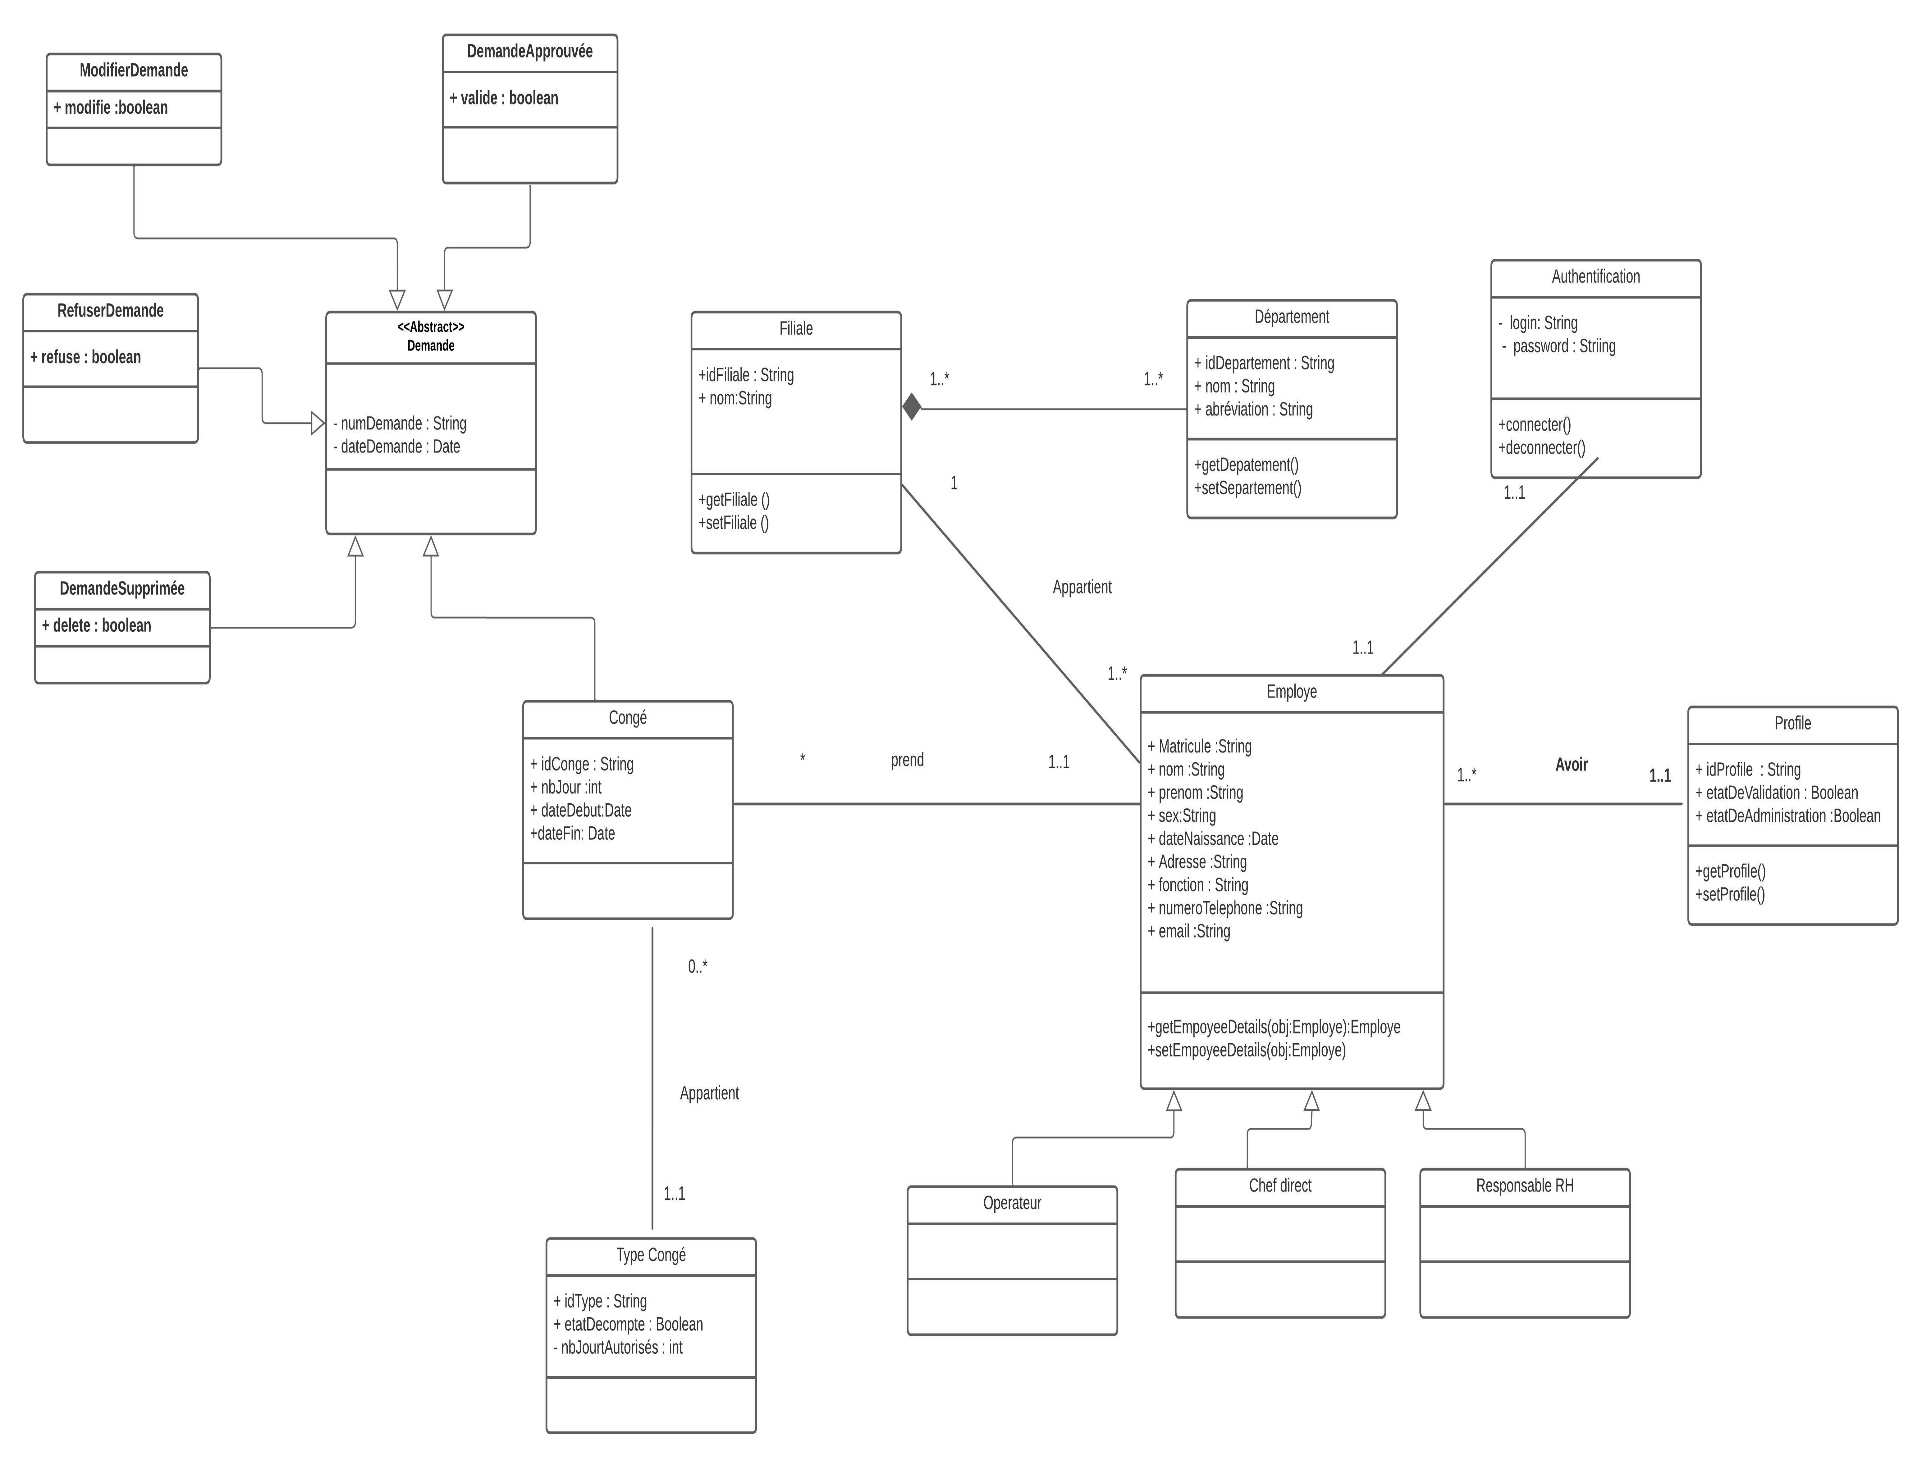 ModifierDemande
+ modifie :boolean
DemandeApprouvée
+ valide : boolean
RefuserDemande
+ refuse : boolean
<<Abstract>>
Demande
- numDemande : String
- dateDemande : Date
DemandeSupprimée
+ delete : boolean
Filiale
+idFiliale : String
+ nom:String
+getFiliale ()
+setFiliale ()
1..*
1..*
Département
+ idDepartement : String
+ nom : String
+ abréviation : String
+getDepatement()
+setSepartement()
Authentification
- login: String
- password : Striing
+connecter()
+deconnecter()
1..1
1..1
1
Appartient
1..*
Congé
+ idConge : String
+ nbJour :int
+ dateDebut:Date
+dateFin: Date
*
prend
1..1
Employe
+ Matricule :String
+ nom :String
+ prenom :String
+ sex:String
+ dateNaissance :Date
+ Adresse :String
+ fonction : String
+ numeroTelephone :String
+ email :String
+getEmpoyeeDetails(obj:Employe):Employe
+setEmpoyeeDetails(obj:Employe)
1..*
Avoir
1..1
Profile
+ idProfile : String
+ etatDeValidation : Boolean
+ etatDeAdministration :Boolean
+getProfile()
+setProfile()
0..*
Appartient
1..1
Type Congé
+ idType : String
+ etatDecompte : Boolean
- nbJourtAutorisés : int
Operateur
Chef direct
Responsable RH